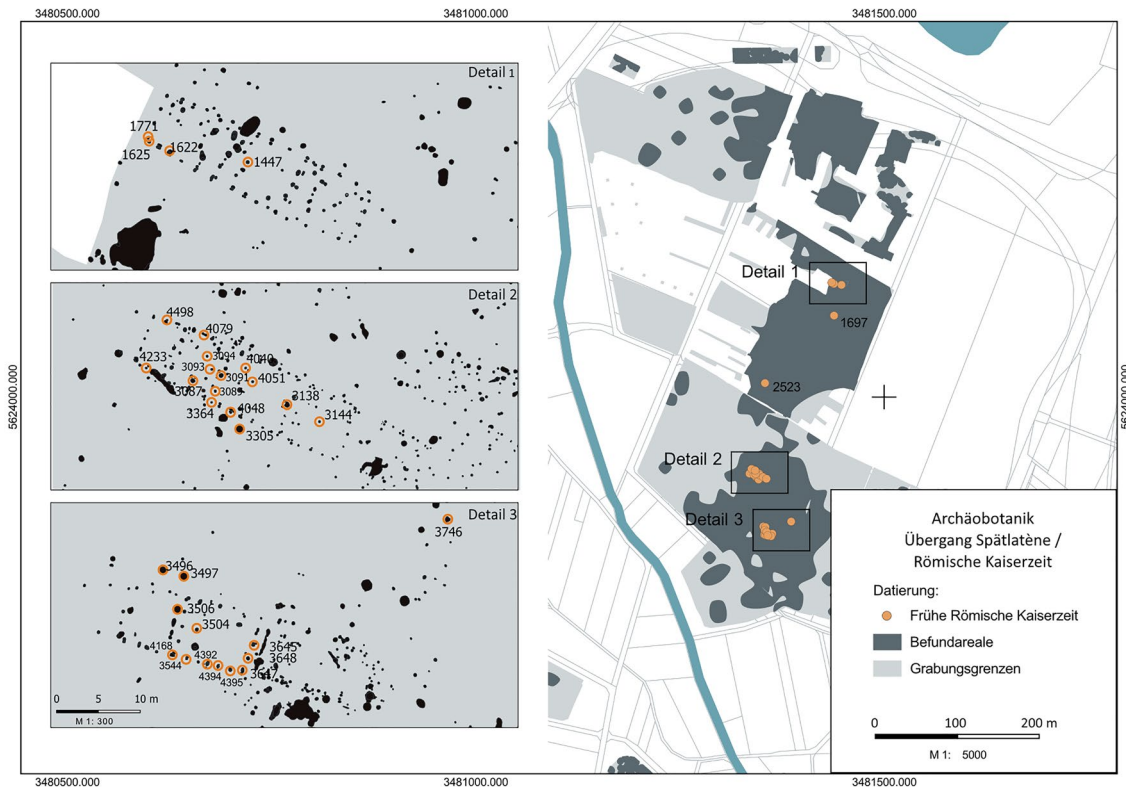 3480500.000
3481000.000
3481500.000
5624000.000
5624000.000
Detail 1
1771
1625
1622
1447
Detail 2
4498
4079
4233
3094
3093
4040
3091
4051
3087
3089
3364
4048
3138
3144
3305
Detail 3
3746
3496
3497
3506
3504
4168
3544
4392
4394
4395
3645
3648
3647
0 5 10 m
M 1: 300
Detail 1
1697
2523
Detail 2
Detail 3
Archäobotanik
Übergang Spätlatène /
Römische Kaiserzeit
Datierung:
Frühe Römische Kaiserzeit
Befundareale
Grabungsgrenzen
0 100 200 m
M 1: 5000
3480500.000
3481000.000
3481500.000